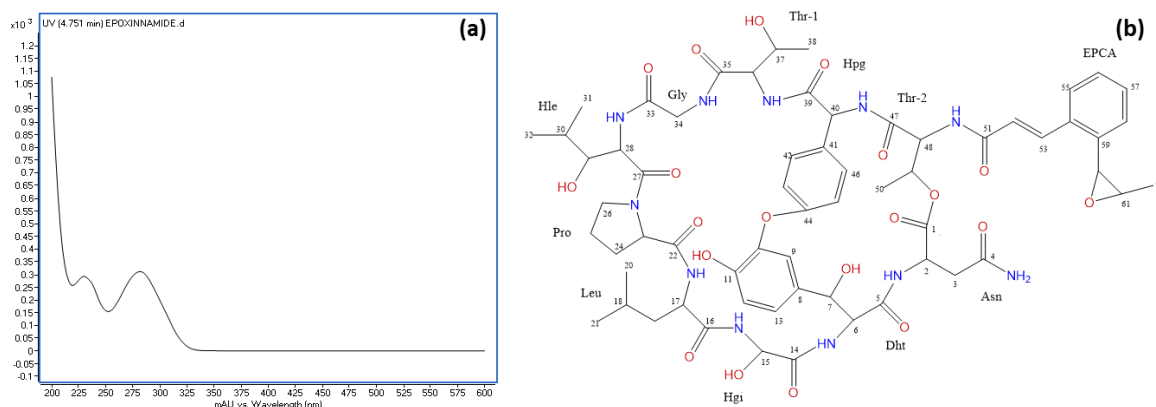 UV (4.751 min) EPOXINNAMIDE.d
(a)
x10 3
1.2
1.15
1.1
1.05
1
0.95
0.9
0.85
0.8
0.75
0.7
0.65
0.6
0.55
0.5
0.45
0.4
0.35
0.3
0.25
0.2
0.15
0.1
0.05
0
-0.05
-0.1
200 225 250 275 300 325 350 375 400 425 450 475 500 525 550 575 600
mAU vs. Wavelength (nm)
(b)
HO Thr-1
37 38
O 35 O Hpg EPCA
O Gly NH NH 39 40 H N 47 Thr-2 H N 51 53 55 57 59
Hle 31 HN 33 34 41 O 48 O
32 30 28 42 46 50 O O 61
HO 27 O 44 O 1
26 N O O
Pro 24 O HO 9 OH 2 4 NH2
22 NH 11 8 7 H N 3 Asn
20 5
Leu 18 17 H N 13 6 O
21 16 14 HN Dht
O HO 15 O
Hgi